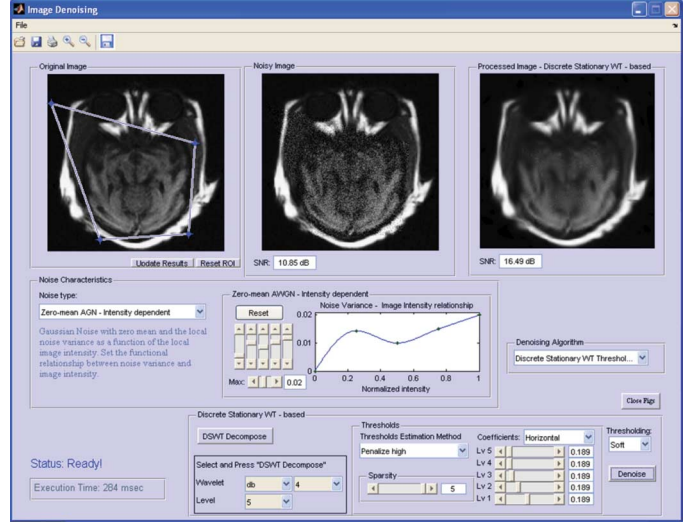 Image Denoising
File
Original Image
Noisy Image
Processed Image - Discrete Stationary WT - based
Update Results
Reset ROI
SNR: 10.85 dB
SNR: 16.49 dB
Noise Characteristics
Noise type:
Zero-mean AGN - Intensity dependent
Gaussian Noise with zero mean and the local
noise variance as a function of the local
image intensity. Set the functional
relationship between noise variance and
image intensity.
Zero-mean AWGN - Intensity dependent
Reset
Max: 0.02
Noise Variance - Image Intensity relationship
0.02
0.01
0
0 0.2 0.4 0.6 0.8 1
Normalized intensity
Denoising Algorithm
Discrete Stationary WT Threshol...
Close Figs
Discrete Stationary WT - based
DSWT Decompose
Select and Press "DSWT Decompose"
Wavelet db 4
Level 5
Thresholds
Thresholds Estimation Method
Penalize high
Sparsity
5
Coefficients: Horizontal
Lv 5 0.189
Lv 4 0.189
Lv 3 0.189
Lv 2 0.189
Lv 1 0.189
Thresholding:
Soft
Denoise
Status: Ready!
Execution Time: 284 msec